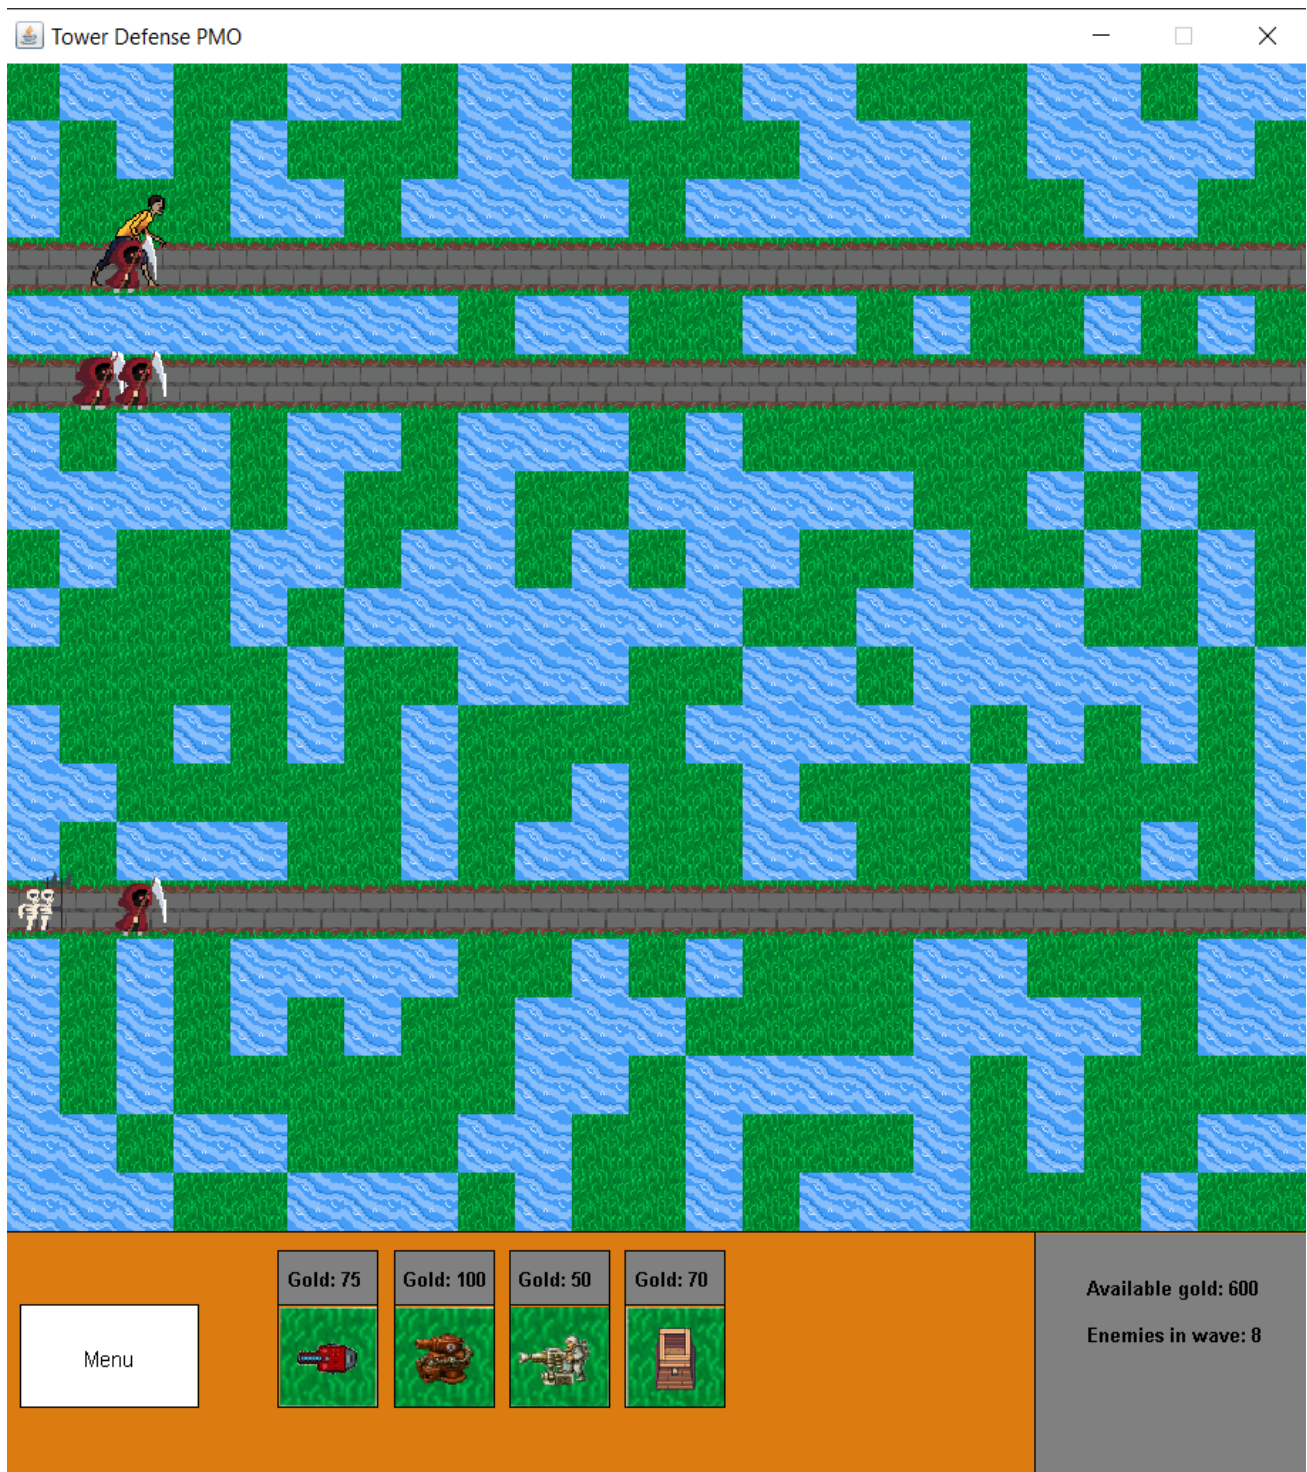 Tower Defense PMO
Gold: 75
Gold: 100
Gold: 50
Gold: 70
Available gold: 600
Enemies in wave: 8
Menu